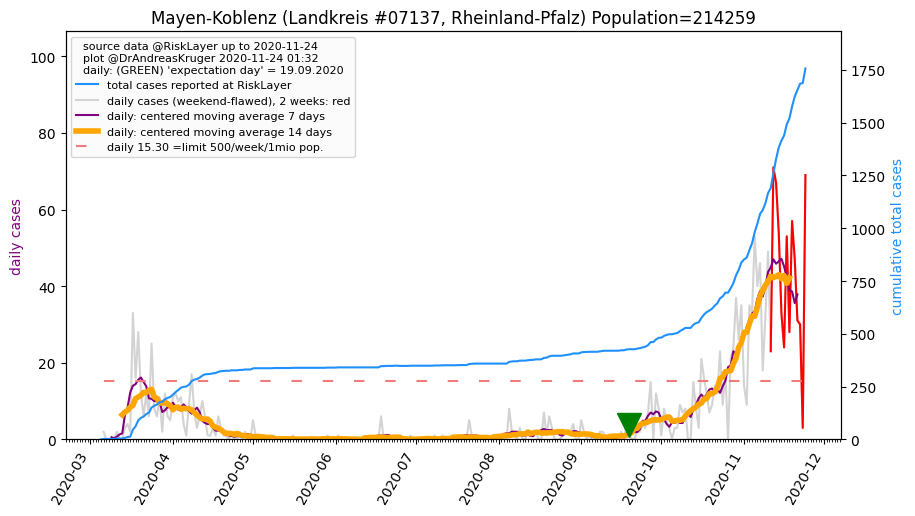 Mayen-Koblenz (Landkreis #07137, Rheinland-Pfalz) Population=214259
source data @RiskLayer up to 2020-11-24
plot @DrAndreasKruger 2020-11-24 01:32
daily: (GREEN) 'expectation day' = 19.09.2020
total cases reported at RiskLayer
daily cases (weekend-flawed), 2 weeks: red
daily: centered moving average 7 days
daily: centered moving average 14 days
daily 15.30 =limit 500/week/1mio pop.
daily cases
100
80
60
40
20
0
cumulative total cases
1750
1500
1250
1000
750
500
250
0
2020-03
2020-04
2020-05
2020-06
2020-07
2020-08
2020-09
2020-10
2020-11
2020-12